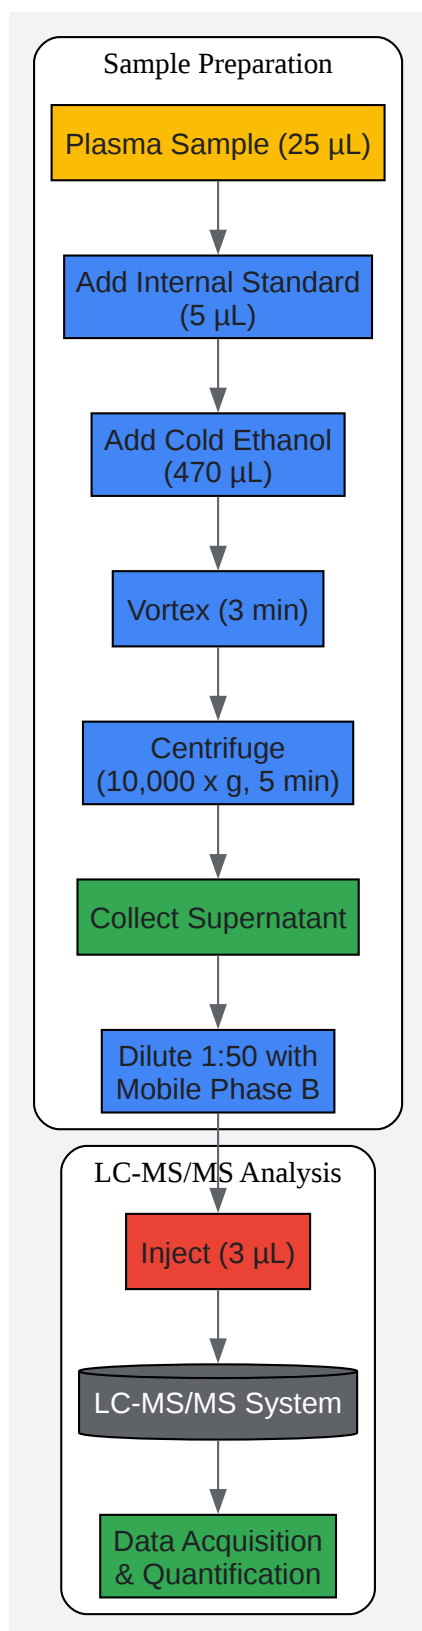 Sample Preparation
Plasma Sample (25 µL)
Add Internal Standard
(5 µL)
Add Cold Ethanol
(470 µL)
Vortex (3 min)
Centrifuge
(10,000 x g, 5 min)
Collect Supernatant
Dilute 1:50 with
Mobile Phase B
LC-MS/MS Analysis
Inject (3 µL)
LC-MS/MS System
Data Acquisition
& Quantification